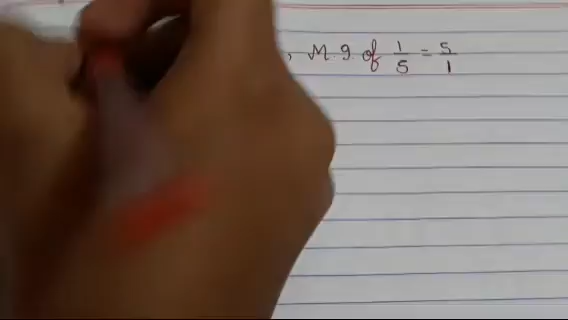 , M.I of 1/5 = 5/1